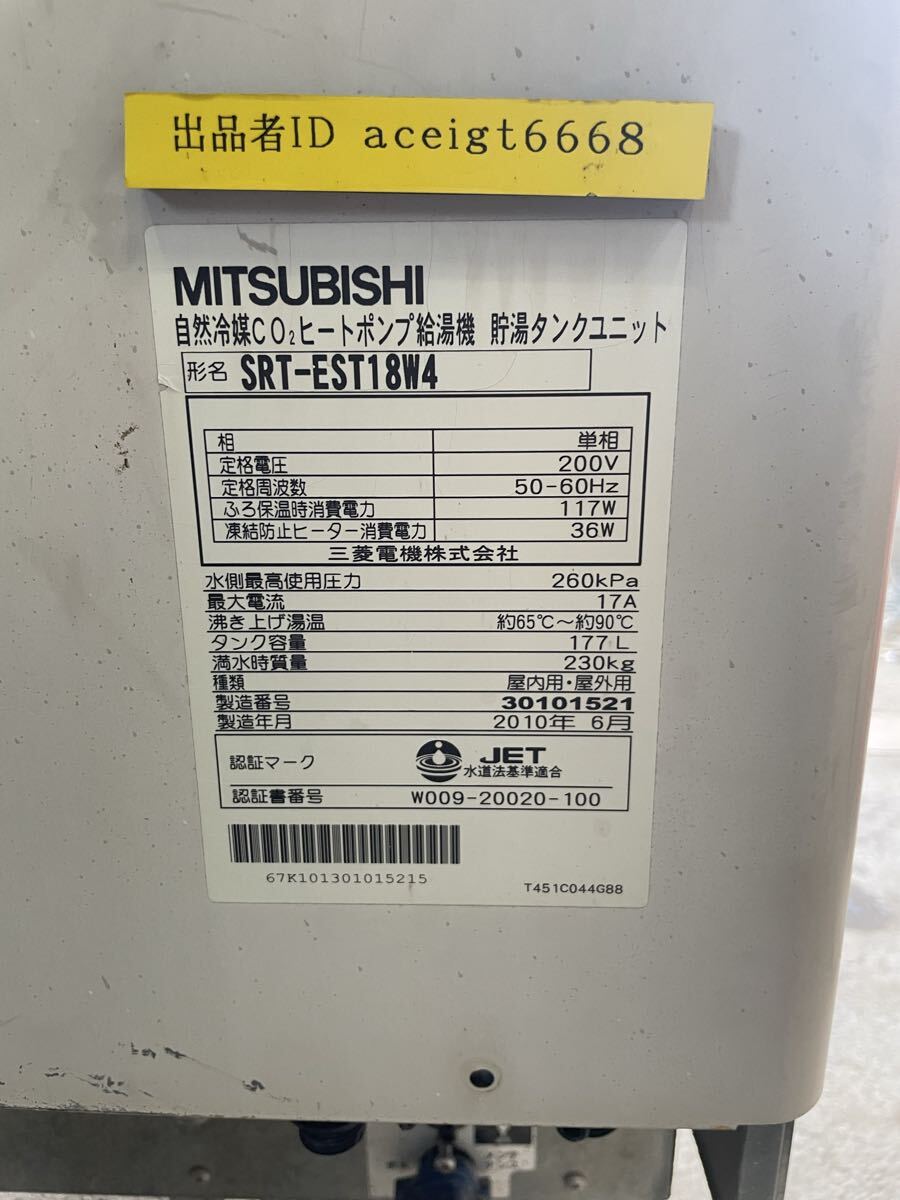 出品者ID aceigt6668
MITSUBISHI
自然冷媒CO₂ヒートポンプ給湯機 貯湯タンクユニット
形名 SRT-EST18W4
相 単相
定格電圧 200V
定格周波数 50-60Hz
ふろ保温時消費電力 117W
凍結防止ヒーター消費電力 36W
三菱電機株式会社
水側最高使用圧力 260kPa
最大電流 17A
沸き上げ湯温 約65℃～約90℃
タンク容量 177L
満水時質量 230kg
種類 屋内用・屋外用
製造番号 30101521
製造年月 2010年 6月
認証マーク JET
水道法基準適合
認証書番号 W009-20020-100
67K101301015215
T451C044G88